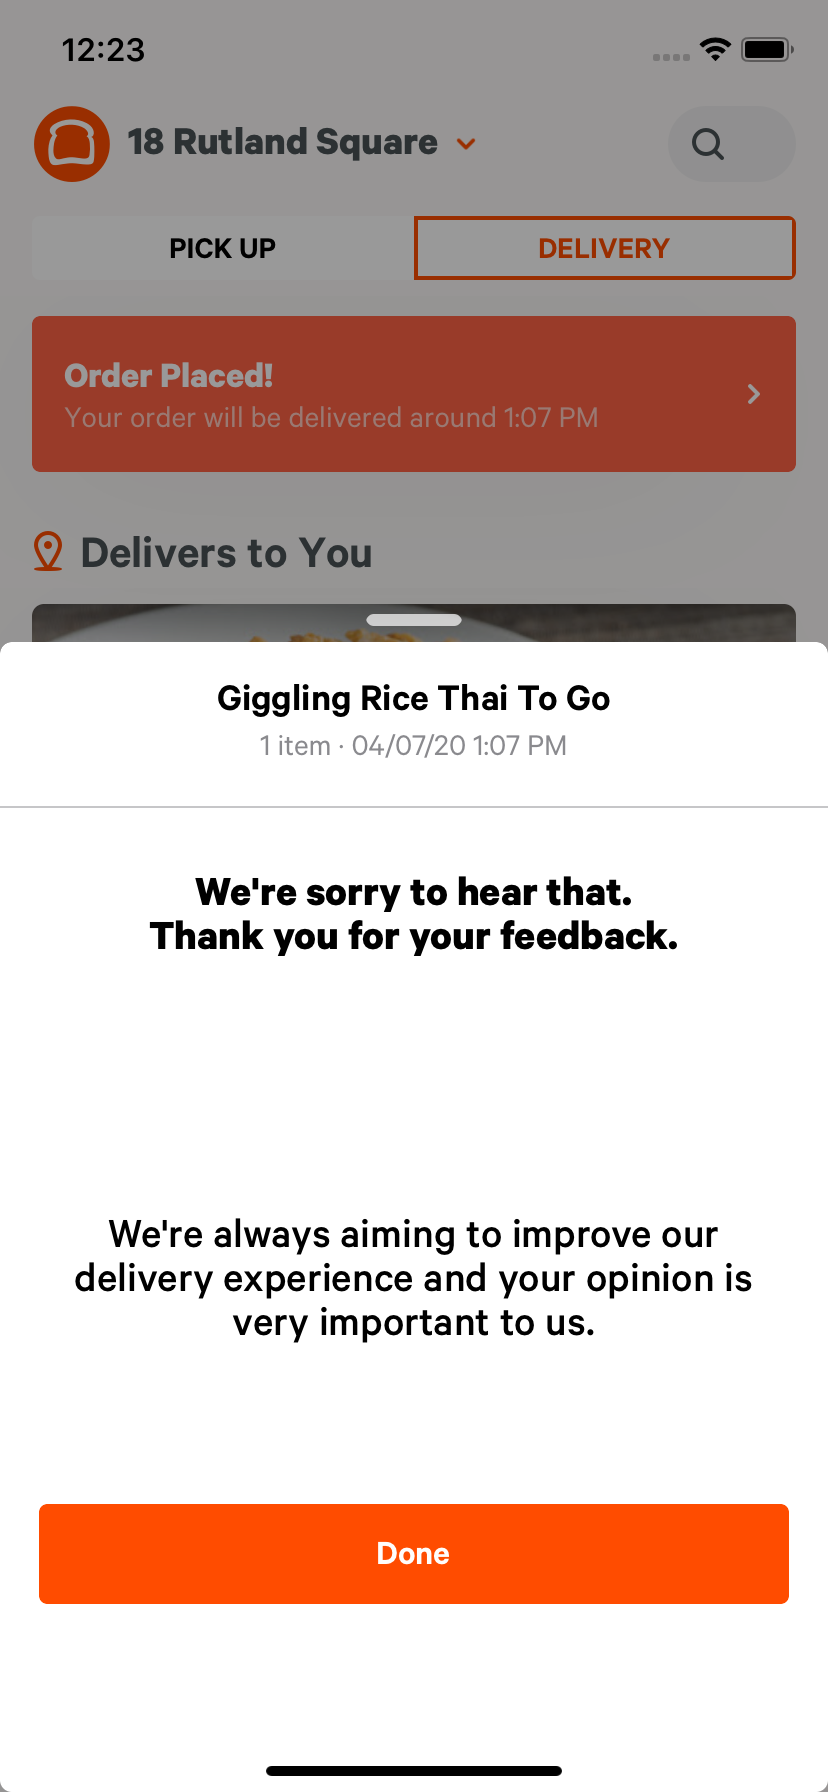 12:23
18 Rutland Square
PICK UP
DELIVERY
Order Placed!
Your order will be delivered around 1:07 PM
Delivers to You
Giggling Rice Thai To Go
1 item · 04/07/20 1:07 PM
We're sorry to hear that.
Thank you for your feedback.
We're always aiming to improve our
delivery experience and your opinion is
very important to us.
Done